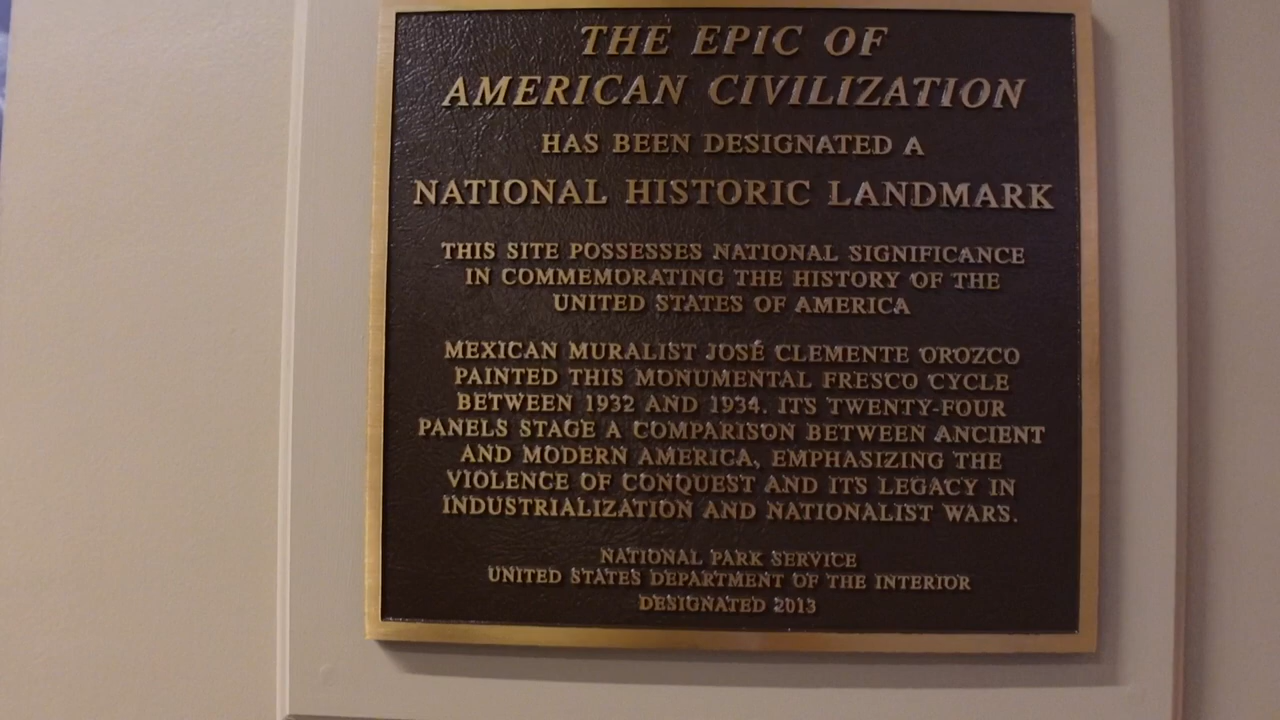 THE EPIC OF
AMERICAN CIVILIZATION
HAS BEEN DESIGNATED A
NATIONAL HISTORIC LANDMARK
THIS SITE POSSESSES NATIONAL SIGNIFICANCE
IN COMMEMORATING THE HISTORY OF THE
UNITED STATES OF AMERICA
MEXICAN MURALIST JOSÉ CLEMENTE OROZCO
PAINTED THIS MONUMENTAL FRESCO CYCLE
BETWEEN 1932 AND 1934. ITS TWENTY-FOUR
PANELS STAGE A COMPARISON BETWEEN ANCIENT
AND MODERN AMERICA, EMPHASIZING THE
VIOLENCE OF CONQUEST AND ITS LEGACY IN
INDUSTRIALIZATION AND NATIONALIST WARS.
NATIONAL PARK SERVICE
UNITED STATES DEPARTMENT OF THE INTERIOR
DESIGNATED 2013